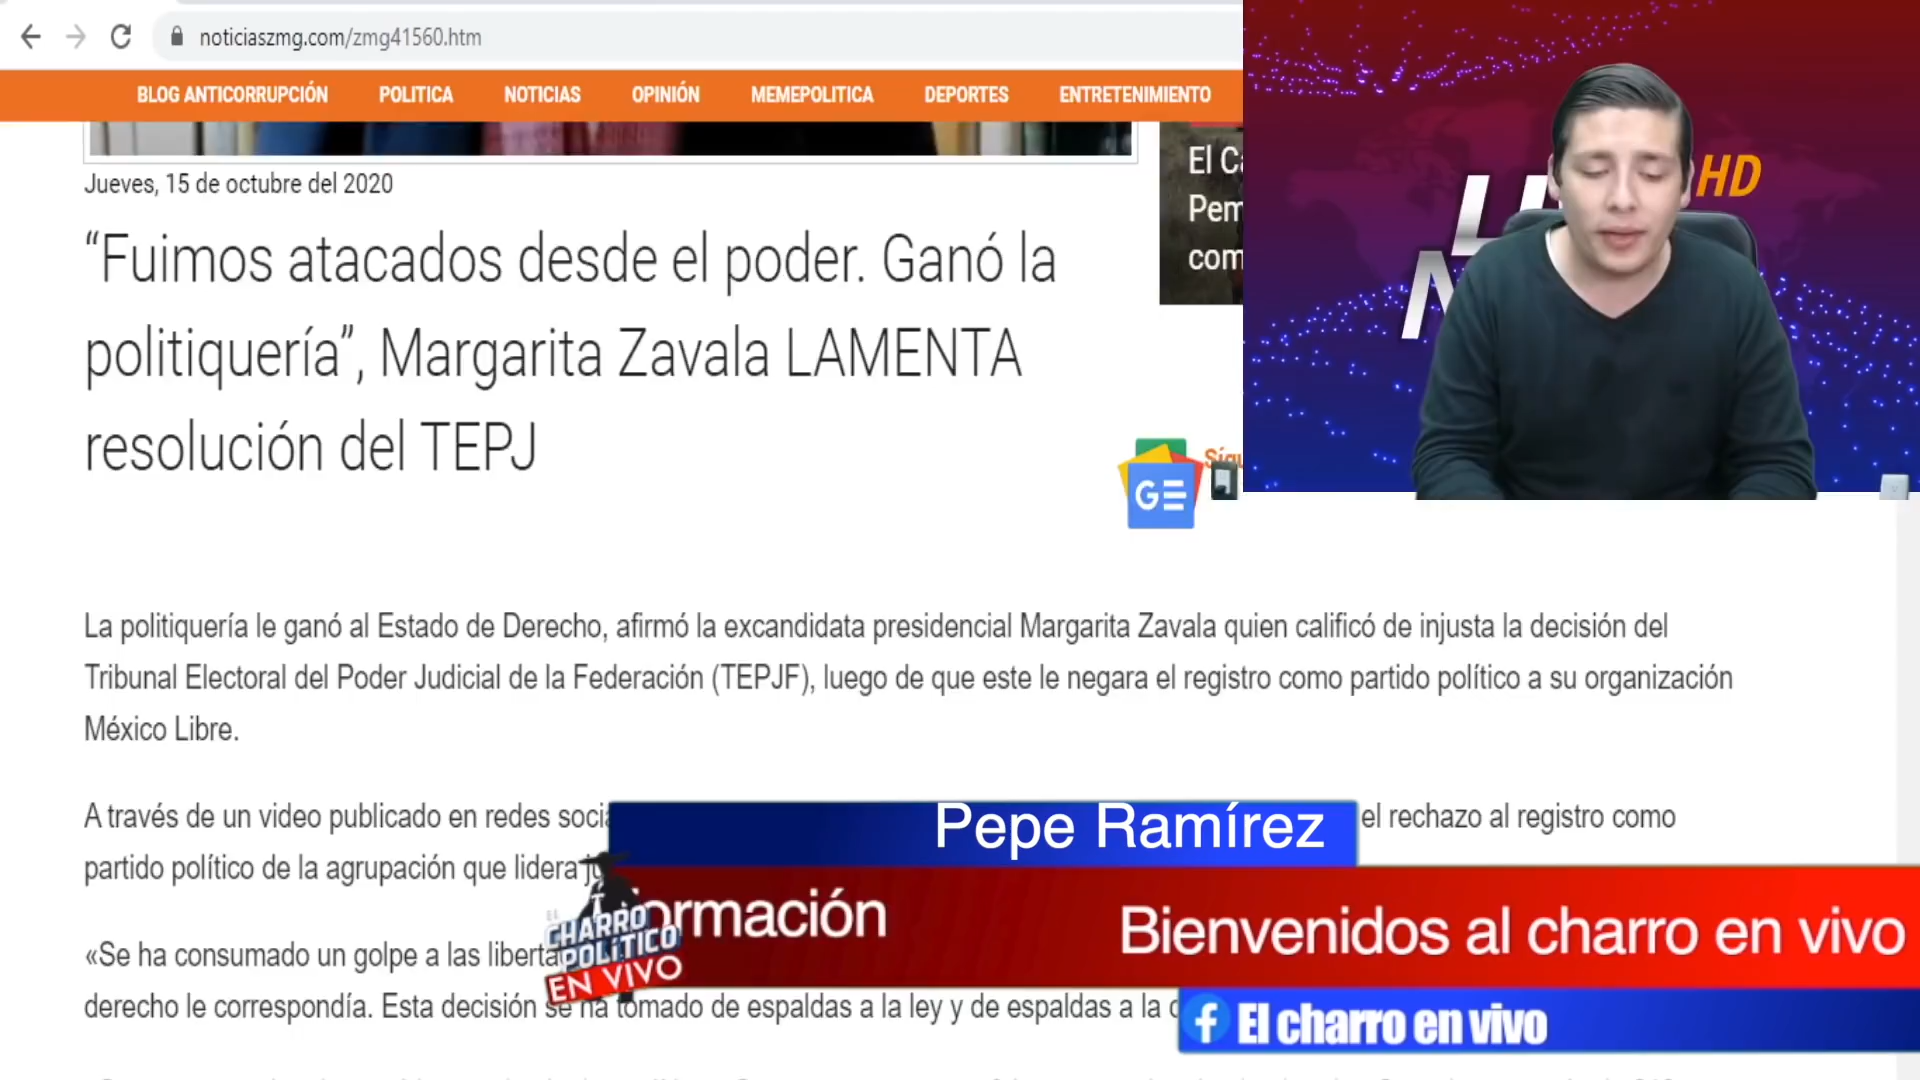 noticiaszmg.com/zmg41560.htm
BLOG ANTICORRUPCIÓN POLITICA NOTICIAS OPINIÓN MEMEPOLITICA DEPORTES ENTRETENIMIENTO
Jueves, 15 de octubre del 2020
“Fuimos atacados desde el poder. Ganó la
politiquería”, Margarita Zavala LAMENTA
resolución del TEPJ
El
HD
La politiquería le ganó al Estado de Derecho, afirmó la excandidata presidencial Margarita Zavala quien calificó de injusta la decisión del
Tribunal Electoral del Poder Judicial de la Federación (TEPJF), luego de que este le negara el registro como partido político a su organización
México Libre.
A través de un video publicado en redes el rechazo al registro como
partido político de la agrupación que lidera
«Se ha consumado un golpe a las
derecho le correspondía. Esta decisión se ha tomado de espaldas a la ley y de espaldas a la
Pepe Ramírez
ormación
Bienvenidos al charro en vivo
EL
CHARRO
POLÍTICO
EN VIVO
El charro en vivo